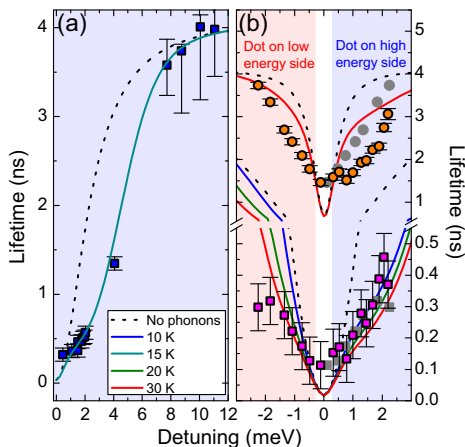 (a)
(b)
Dot on low
energy side
Dot on high
energy side
Lifetime (ns)
4
3
2
1
0
No phonons
10 K
15 K
20 K
30 K
0 2 4 6 8 10 12
5
4
3
2
1
0.5
0.4
0.3
0.2
0.1
0.0
Lifetime (ns)
-2 -1 0 1 2
Detuning (meV)